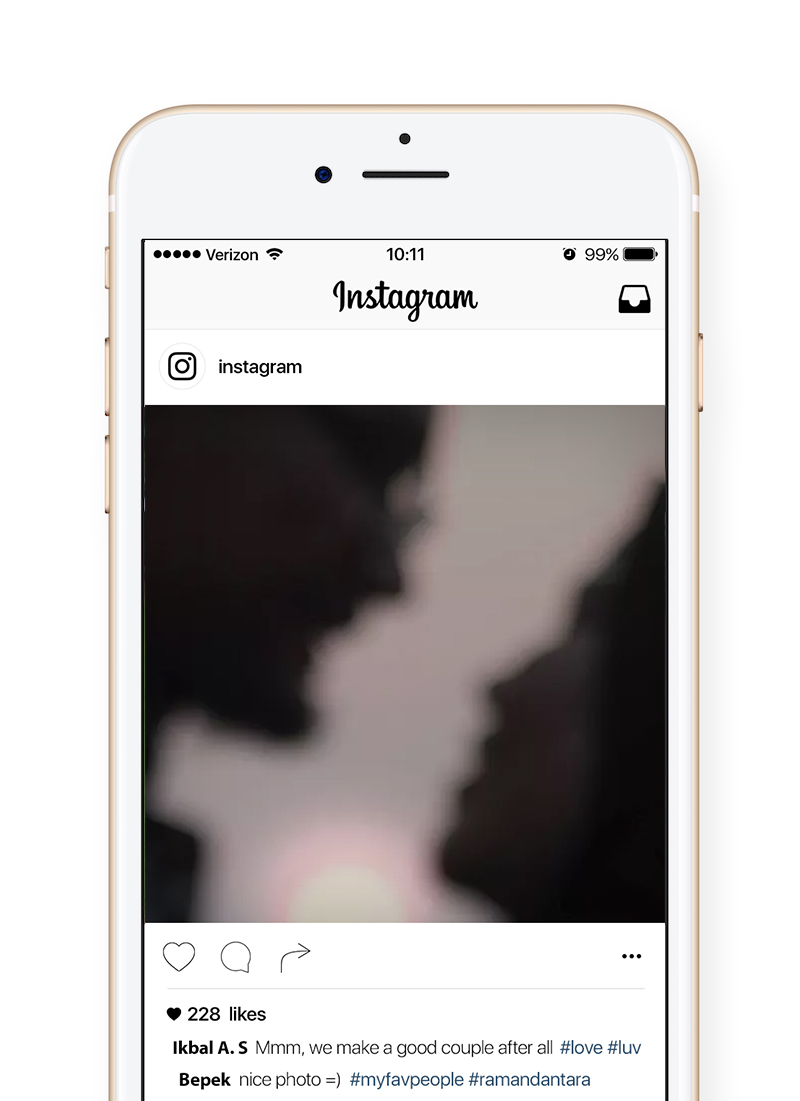 Verizon 10:11 99%
Instagram
instagram
228 likes
Ikbal A. S Mmm, we make a good couple after all #love #luv
Bepek nice photo =) #myfavpeople #ramandantara